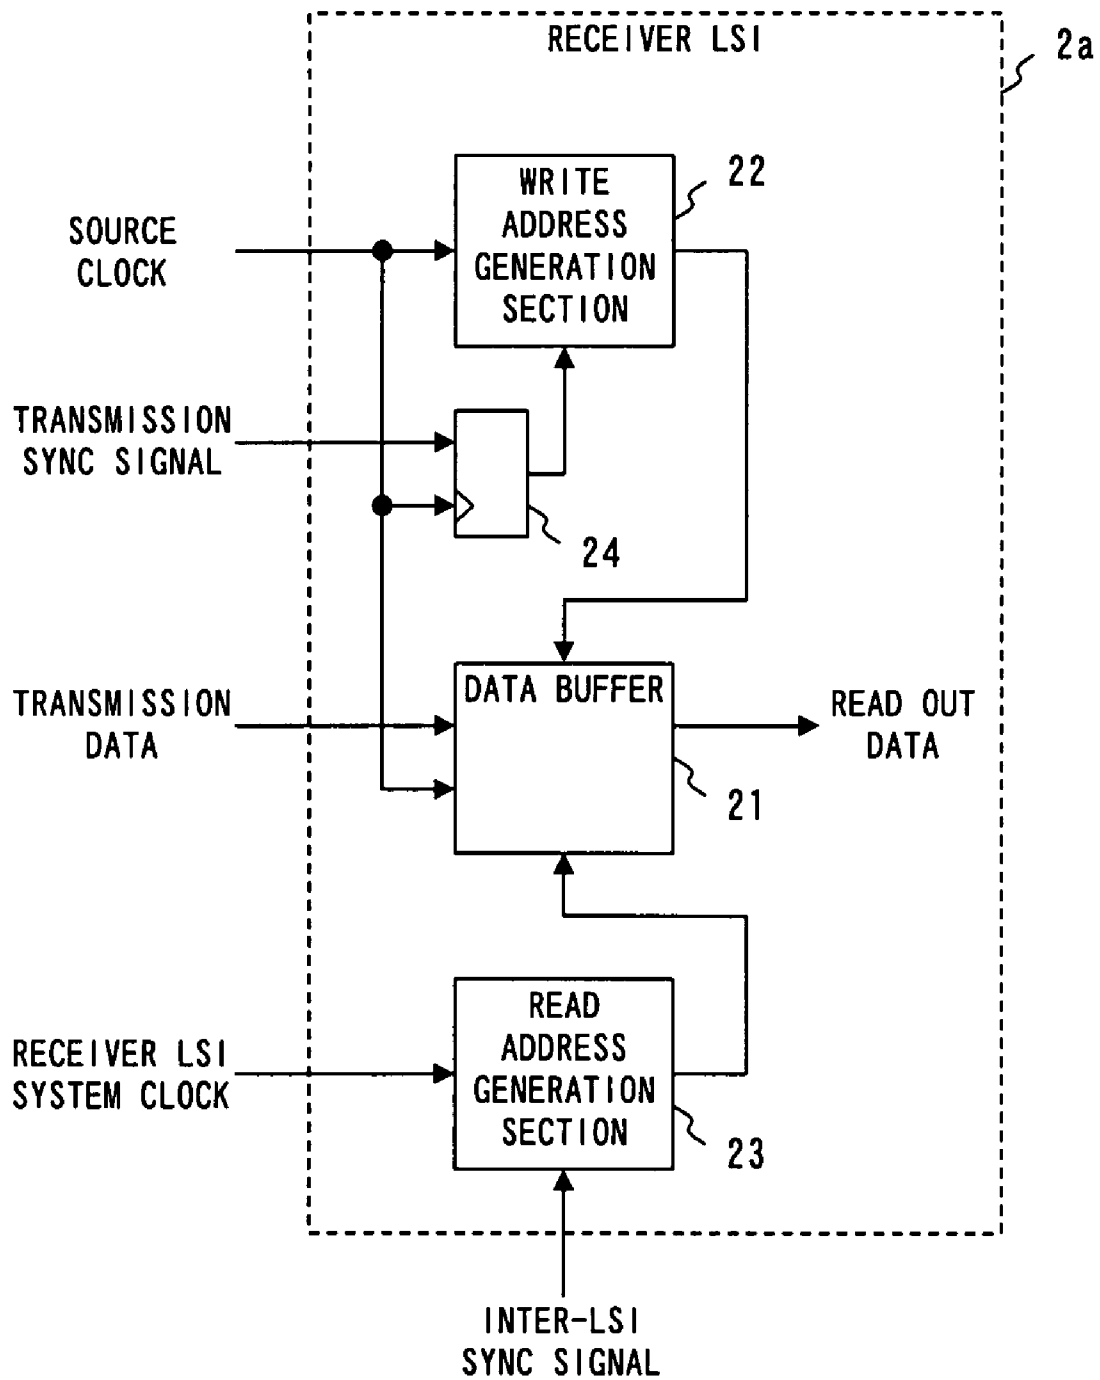 RECEIVER LSI
2a
WRITE
ADDRESS
GENERATION
SECTION
22
SOURCE
CLOCK
TRANSMISSION
SYNC SIGNAL
24
DATA BUFFER
TRANSMISSION
DATA
READ OUT
DATA
21
READ
ADDRESS
GENERATION
SECTION
RECEIVER LSI
SYSTEM CLOCK
23
INTER-LSI
SYNC SIGNAL